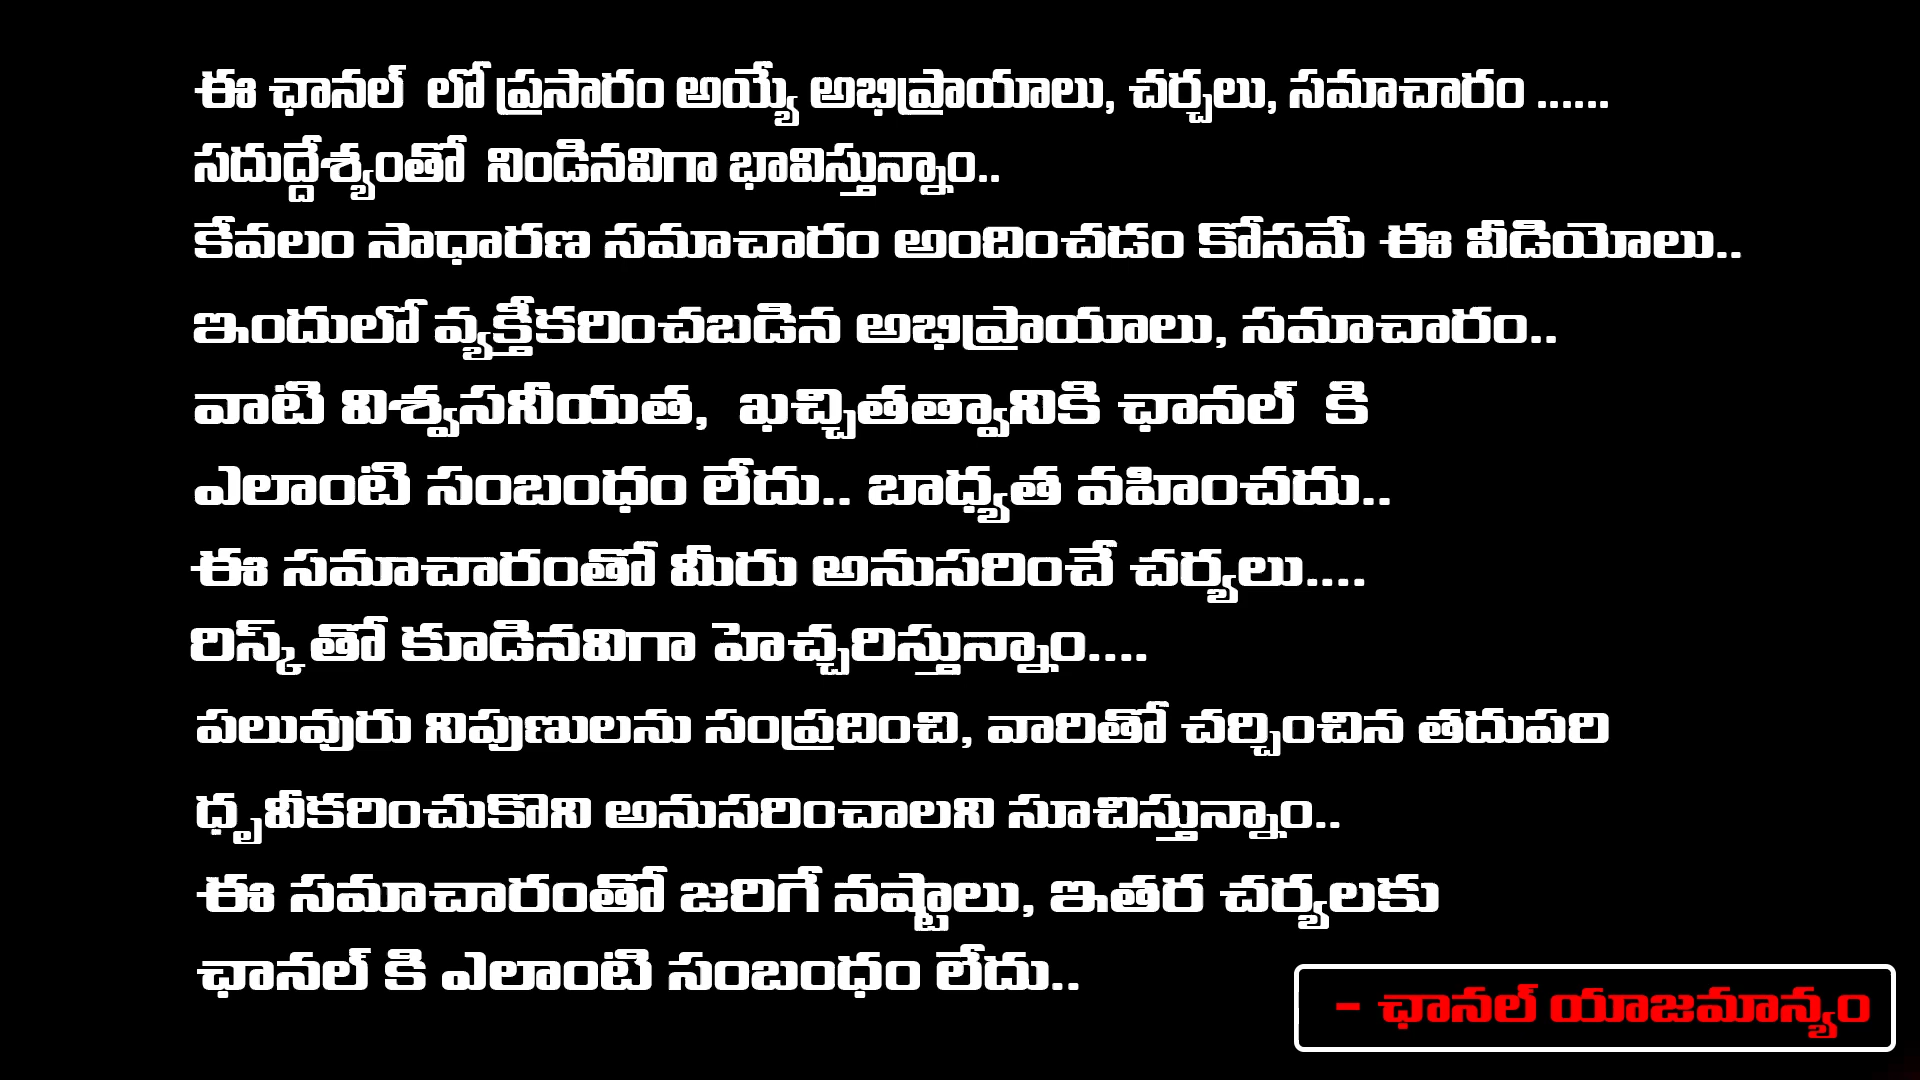 ఈ ఛానల్ లో ప్రసారం అయ్యే అభిప్రాయాలు, చర్చలు, సమాచారం ......
సదుద్దేశ్యంతో నిండినవిగా భావిస్తున్నాం..
కేవలం సాధారణ సమాచారం అందించడం కోసమే ఈ వీడియోలు..
ఇందులో వ్యక్తీకరించబడిన అభిప్రాయాలు, సమాచారం..
వాటి విశ్వసనీయత, ఖచ్చితత్వానికి ఛానల్ కి
ఎలాంటి సంబంధం లేదు.. బాధ్యత వహించదు..
ఈ సమాచారంతో మీరు అనుసరించే చర్యలు....
రిస్క్ తో కూడినవిగా హెచ్చరిస్తున్నాం....
పలువురు నిపుణులను సంప్రదించి, వారితో చర్చించిన తదుపరి
ధృవీకరించుకొని అనుసరించాలని సూచిస్తున్నాం..
ఈ సమాచారంతో జరిగే నష్టాలు, ఇతర చర్యలకు
ఛానల్ కి ఎలాంటి సంబంధం లేదు..
- ఛానల్ యాజమాన్యం